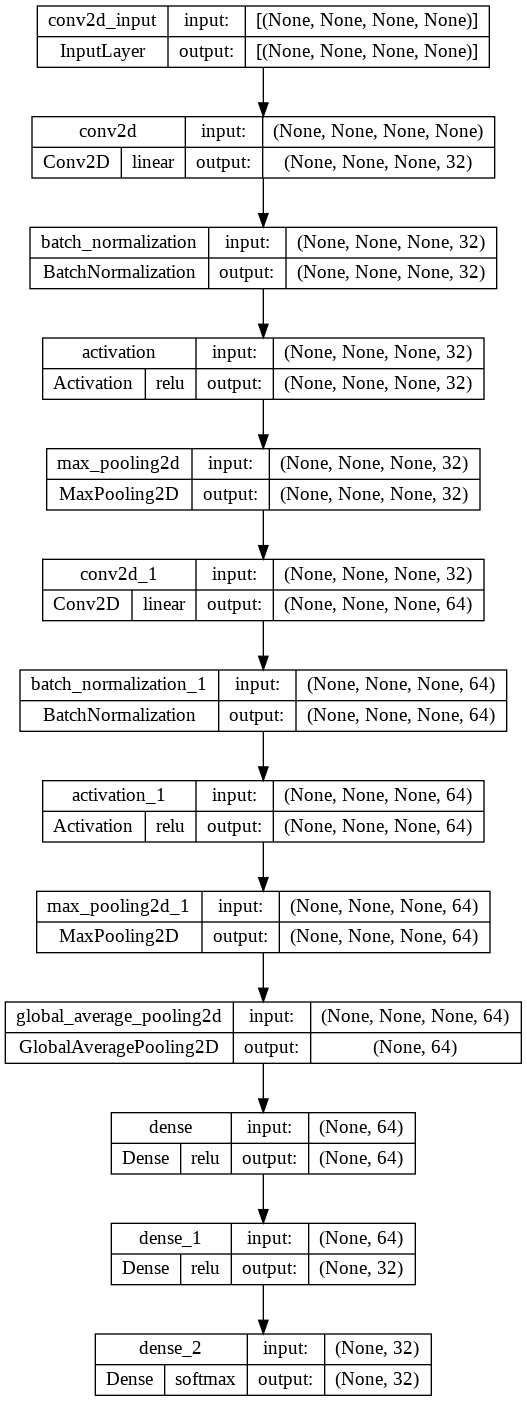 conv2d_input input: [(None, None, None, None)]
InputLayer output: [(None, None, None, None)]
conv2d input: (None, None, None, None)
Conv2D linear output: (None, None, None, 32)
batch_normalization input: (None, None, None, 32)
BatchNormalization output: (None, None, None, 32)
activation input: (None, None, None, 32)
Activation relu output: (None, None, None, 32)
max_pooling2d input: (None, None, None, 32)
MaxPooling2D output: (None, None, None, 32)
conv2d_1 input: (None, None, None, 32)
Conv2D linear output: (None, None, None, 64)
batch_normalization_1 input: (None, None, None, 64)
BatchNormalization output: (None, None, None, 64)
activation_1 input: (None, None, None, 64)
Activation relu output: (None, None, None, 64)
max_pooling2d_1 input: (None, None, None, 64)
MaxPooling2D output: (None, None, None, 64)
global_average_pooling2d input: (None, None, None, 64)
GlobalAveragePooling2D output: (None, 64)
dense input: (None, 64)
Dense relu output: (None, 64)
dense_1 input: (None, 64)
Dense relu output: (None, 32)
dense_2 input: (None, 32)
Dense softmax output: (None, 32)